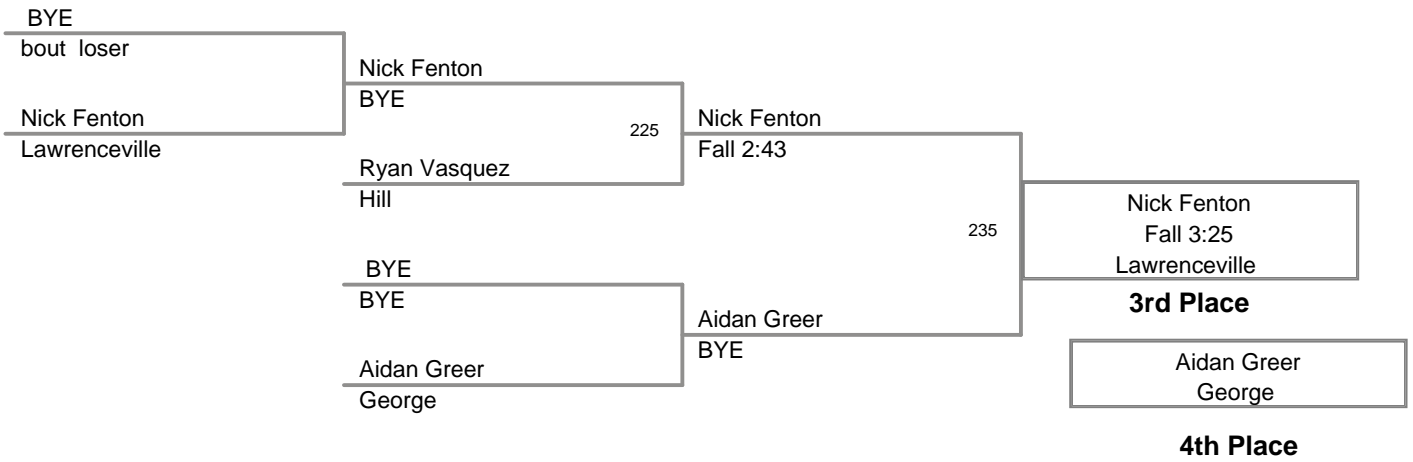 BYE
bout loser
Nick Fenton
Lawrenceville
Nick Fenton
BYE
225
Ryan Vasquez
Hill
BYE
BYE
Aidan Greer
George
Nick Fenton
Fall 2:43
235
Aidan Greer
BYE
Nick Fenton
Fall 3:25
Lawrenceville
3rd Place
Aidan Greer
George
4th Place